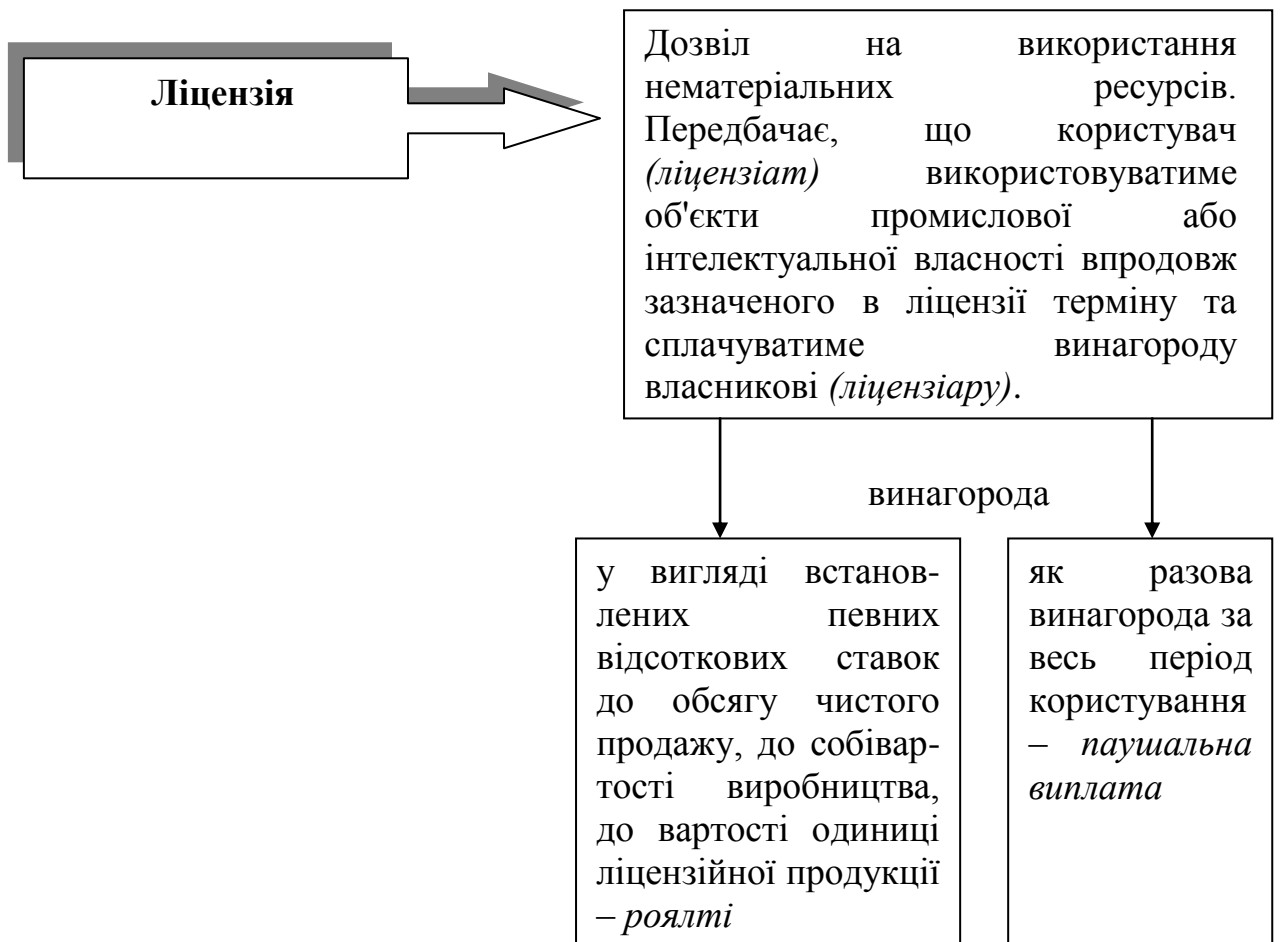 Ліцензія
Дозвіл на використання
нематеріальних ресурсів.
Передбачає, що користувач
(ліцензіат) використовуватиме
об'єкти промислової або
інтелектуальної власності впродовж
зазначеного в ліцензії терміну та
сплачуватиме винагороду
власникові (ліцензіару).
винагорода
у вигляді встанов-
лених певних
відсоткових ставок
до обсягу чистого
продажу, до собівар-
тості виробництва,
до вартості одиниці
ліцензійної продукції
– роялті
як разова
винагорода за
весь період
користування
– паушальна
виплата